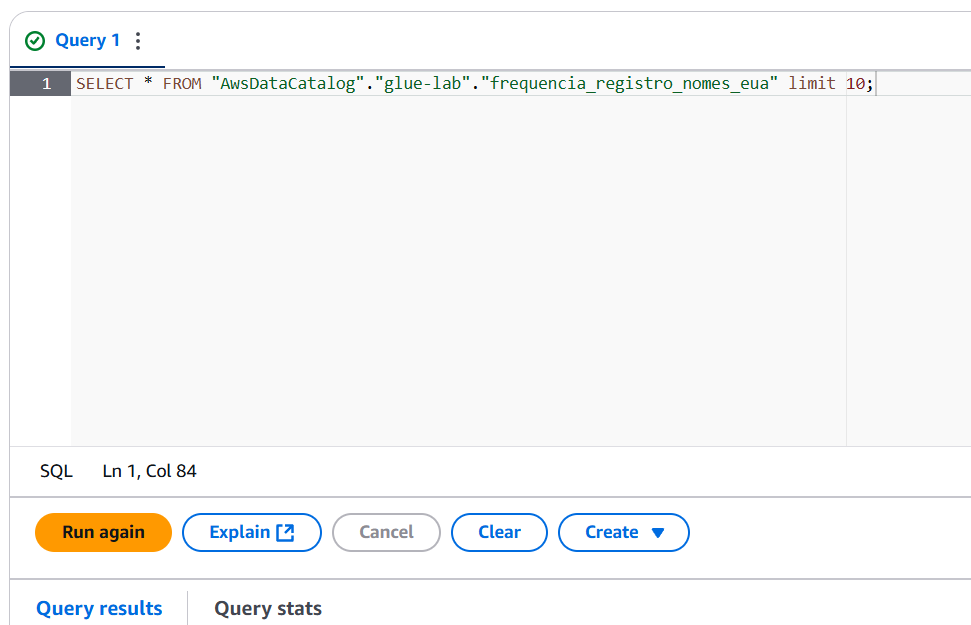 Query 1
1 SELECT * FROM "AwsDataCatalog"."glue-lab"."frequencia_registro_nomes_eua" limit 10;
SQL Ln 1, Col 84
Run again Explain Cancel Clear Create
Query results Query stats